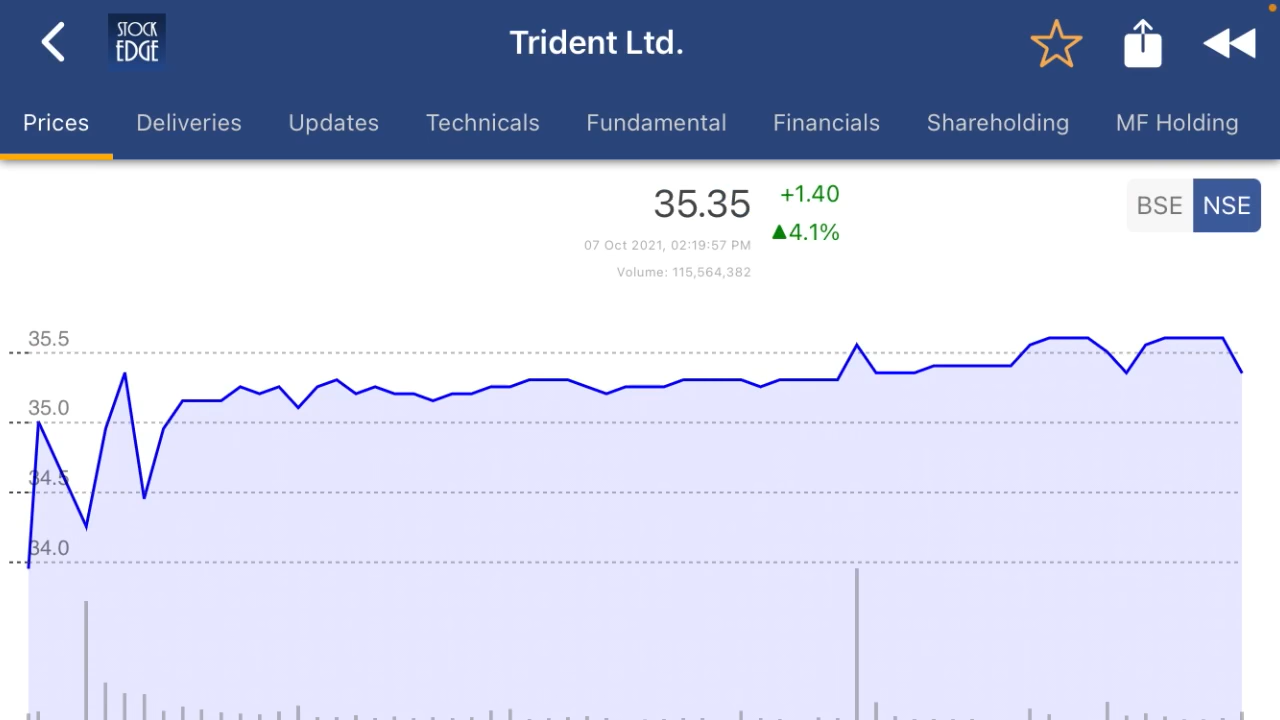 STOCK
EDGE
Trident Ltd.
Prices Deliveries Updates Technicals Fundamental Financials Shareholding MF Holding
35.35 +1.40
▲4.1%
07 Oct 2021, 02:19:57 PM
Volume: 115,564,382
BSE NSE
35.5
35.0
34.5
34.0